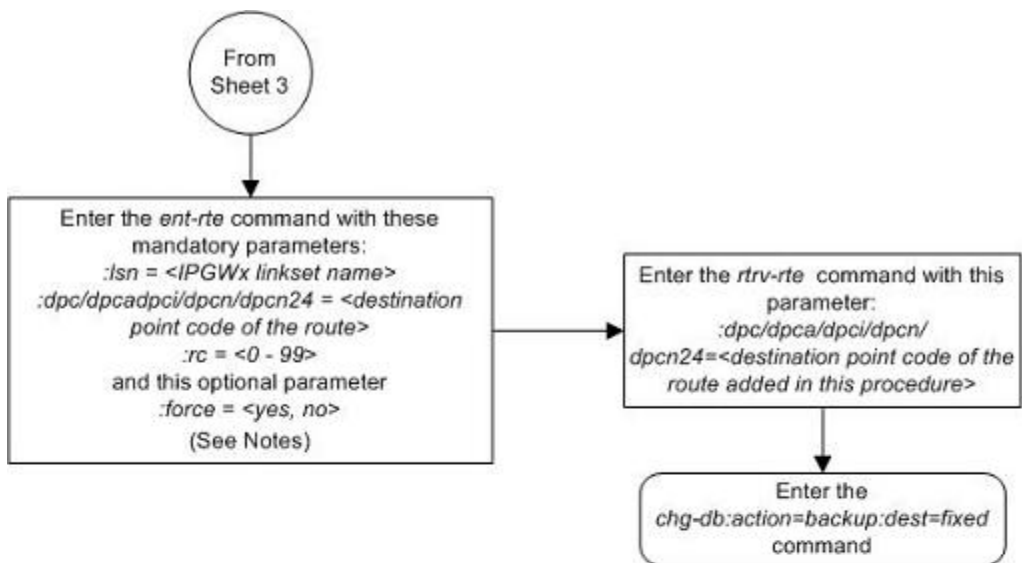 From
Sheet 3
Enter the ent-rte command with these
mandatory parameters:
:lsn = <IPGWx linkset name>
:dpc/dpcadpci/dpcn/dpcn24 = <destination
point code of the route>
:rc = <0 - 99>
and this optional parameter
:force = <yes, no>
(See Notes)
Enter the rtrv-rte command with this
parameter:
:dpc/dpca/dpci/dpcn/
dpcn24=<destination point code of the
route added in this procedure>
Enter the
chg-db:action=backup:dest=fixed
command